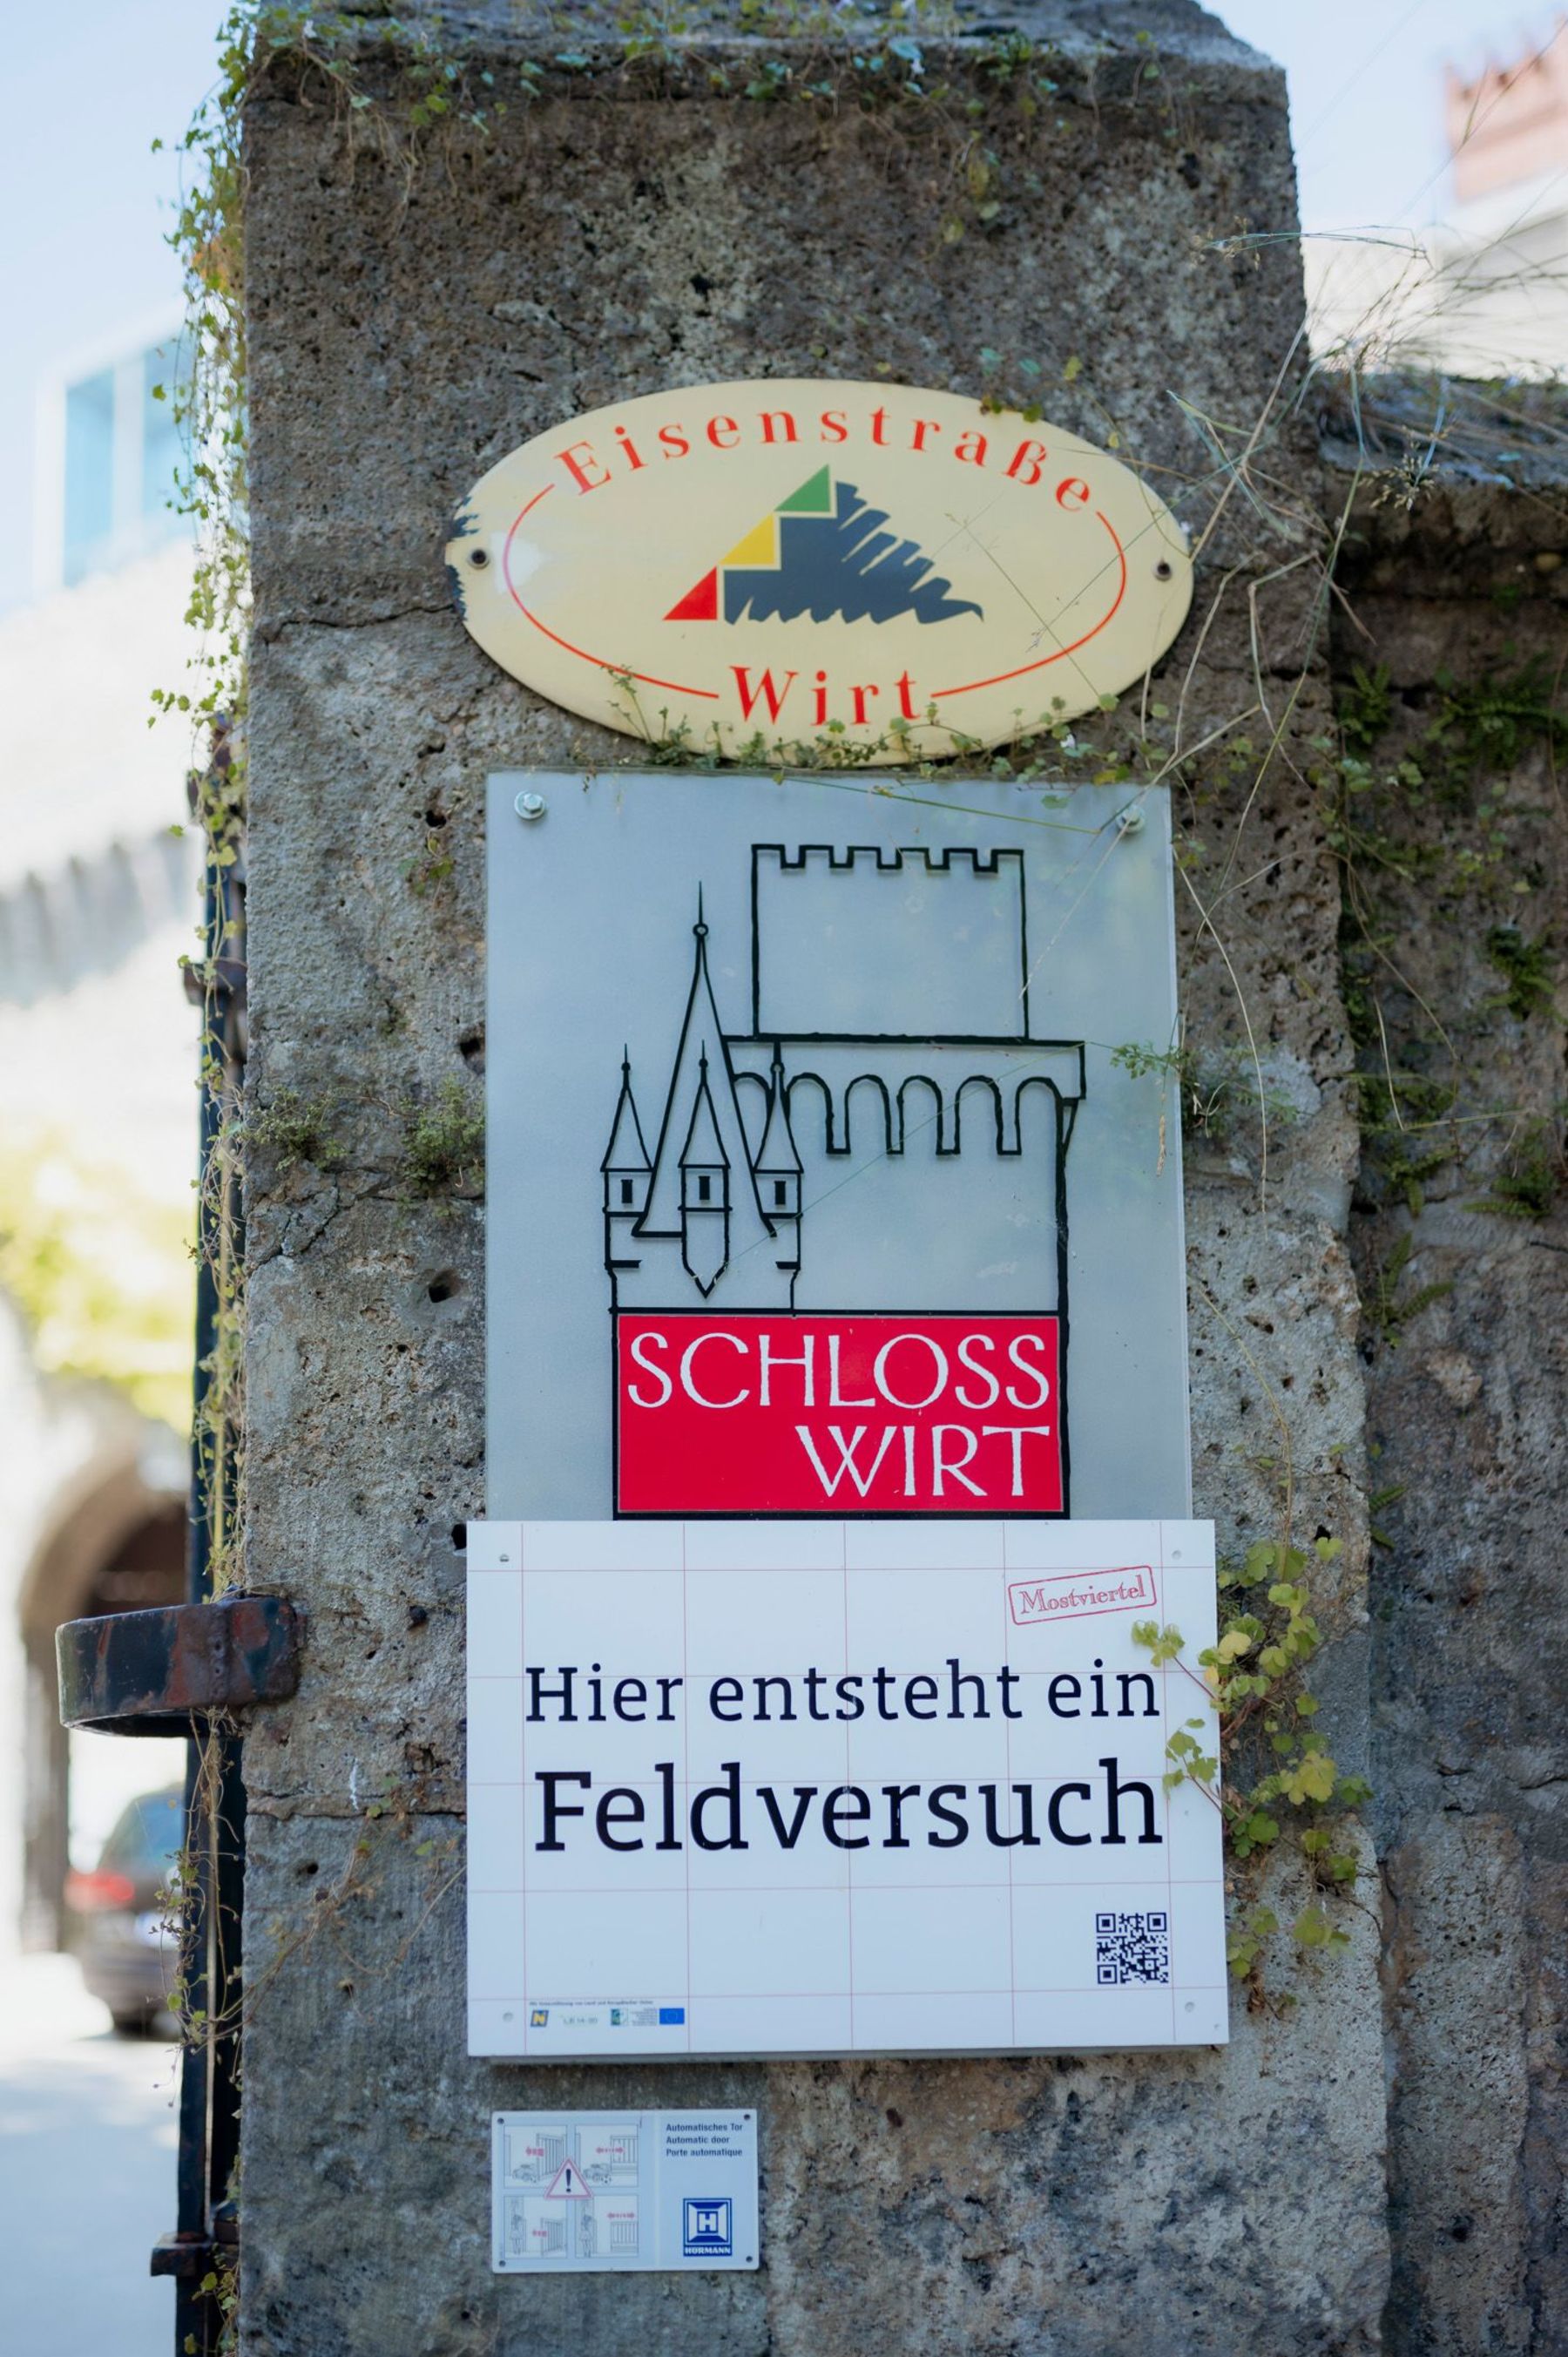 Eisenstraße
Wirt
SCHLOSS
WIRT
Mostviertel
Hier entsteht ein
Feldversuch
Automatisches Tor
Automatic door
Porte automatique
H
HÖRMANN